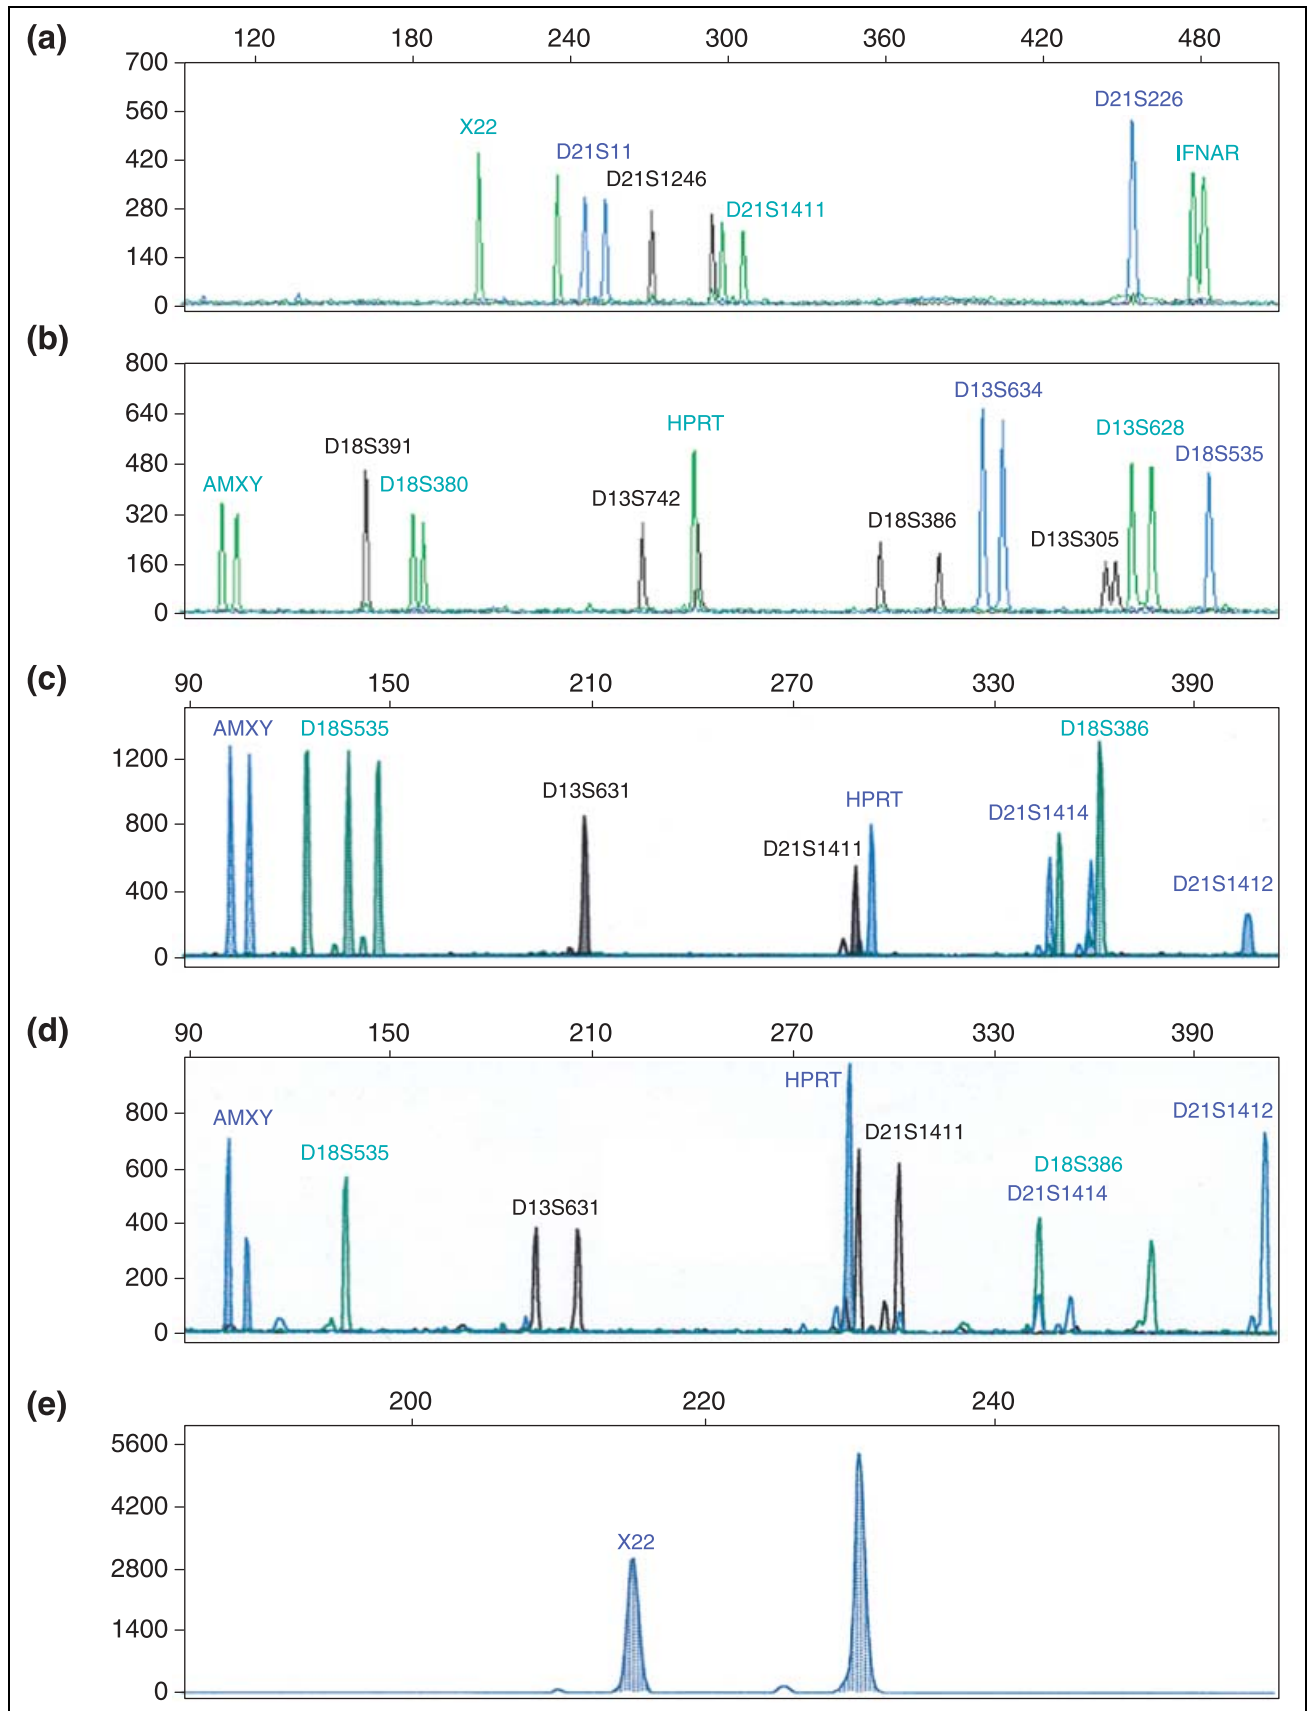 (a)
120 180 240 300 360 420 480
700
D21S226
560
X22
D21S11
IFNAR
420
D21S1246
280
D21S1411
140
0
(b)
800
D13S634
640
HPRT
D13S628
D18S391
D18S535
480
AMXY
D18S380
D13S742
320
D18S386
D13S305
160
0
(c)
90 150 210 270 330 390
AMXY
D18S535
D18S386
1200
D13S631
HPRT
800
D21S1414
D21S1411
400
D21S1412
0
(d)
90 150 210 270 330 390
HPRT
AMXY
D21S1412
800
D21S1411
D18S535
600
D18S386
D21S1414
D13S631
400
200
0
(e)
200 220 240
5600
4200
X22
2800
1400
0